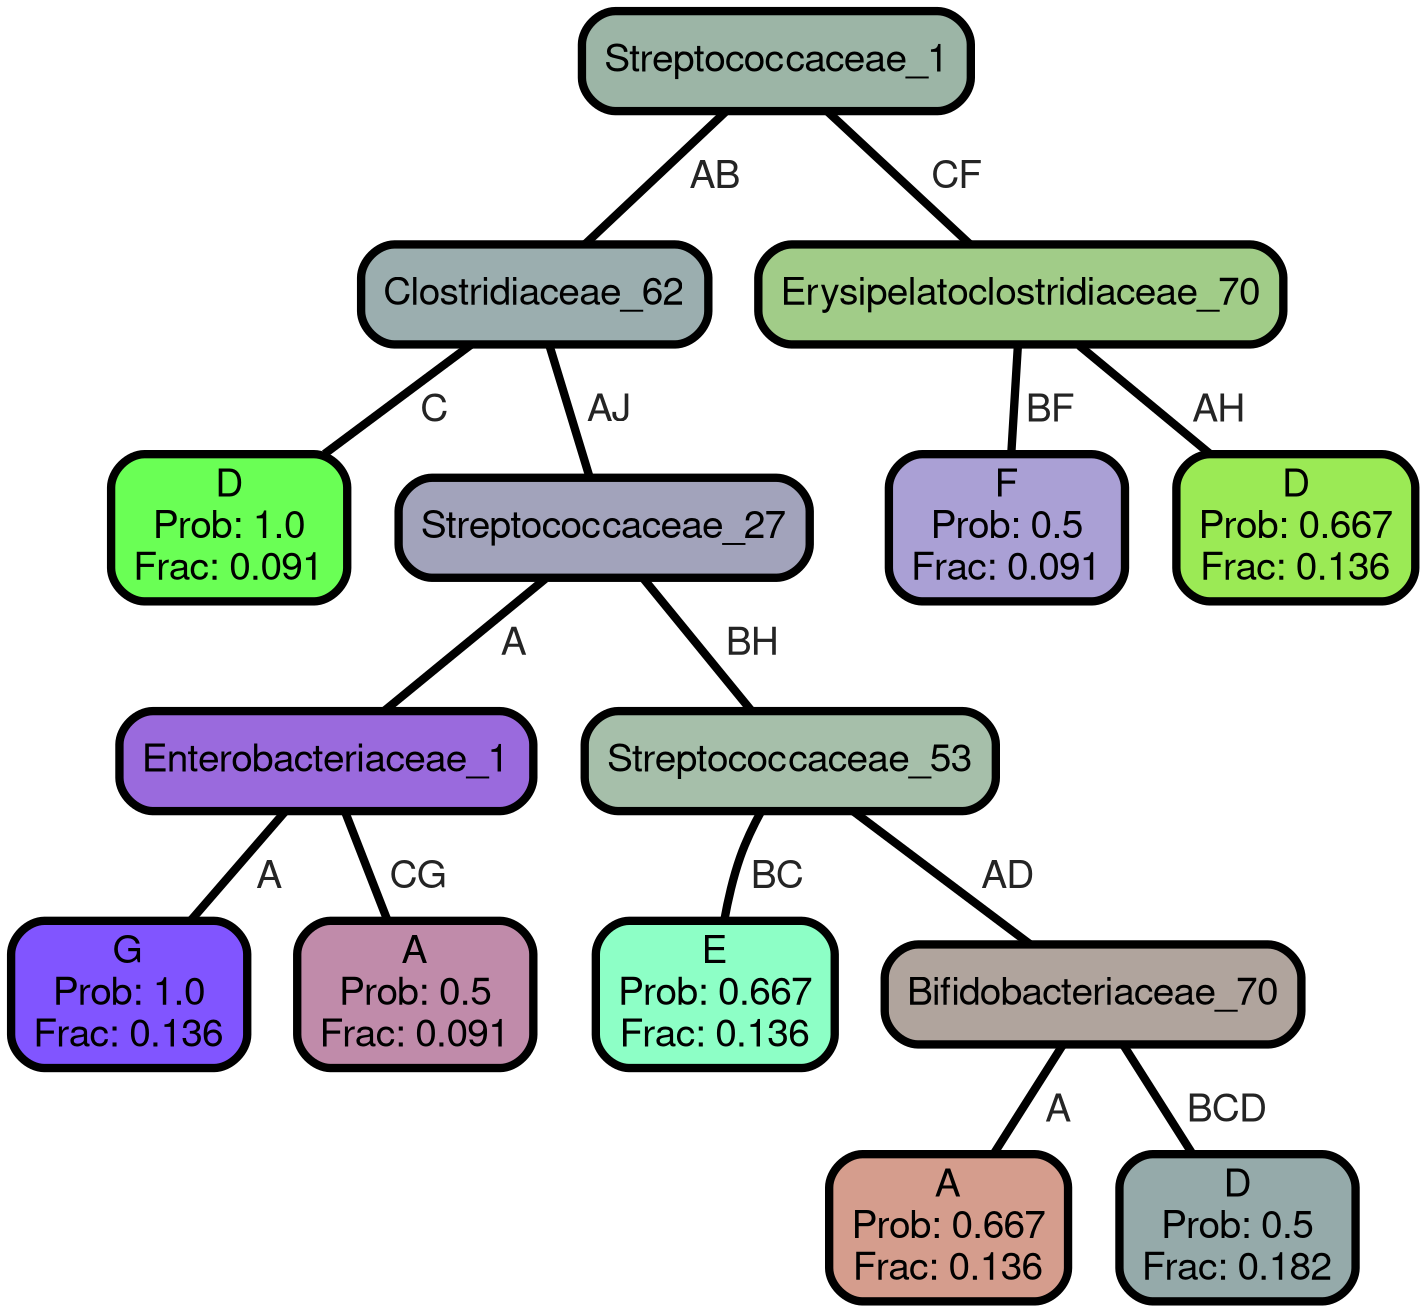 Streptococcaceae_1
AB
CF
Clostridiaceae_62
Erysipelatoclostridiaceae_70
C
AJ
BF
AH
D
Prob: 1.0
Frac: 0.091
Streptococcaceae_27
F
Prob: 0.5
Frac: 0.091
D
Prob: 0.667
Frac: 0.136
A
BH
Enterobacteriaceae_1
Streptococcaceae_53
A
CG
BC
AD
G
Prob: 1.0
Frac: 0.136
A
Prob: 0.5
Frac: 0.091
E
Prob: 0.667
Frac: 0.136
Bifidobacteriaceae_70
A
BCD
A
Prob: 0.667
Frac: 0.136
D
Prob: 0.5
Frac: 0.182